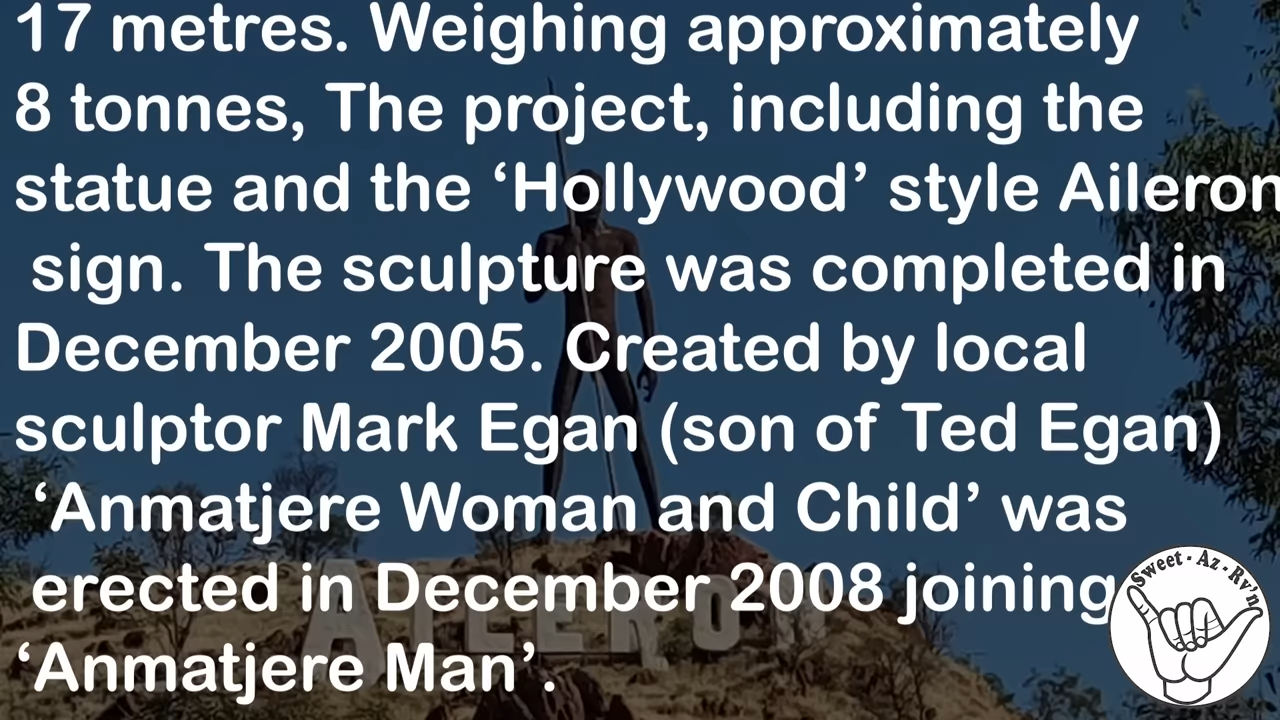 17 metres. Weighing approximately
8 tonnes, The project, including the
statue and the ‘Hollywood’ style Aileron
sign. The sculpture was completed in
December 2005. Created by local
sculptor Mark Egan (son of Ted Egan)
‘Anmatjere Woman and Child’ was
erected in December 2008 joining
‘Anmatjere Man’.
AILERON
Sweet · Az · Rv'n